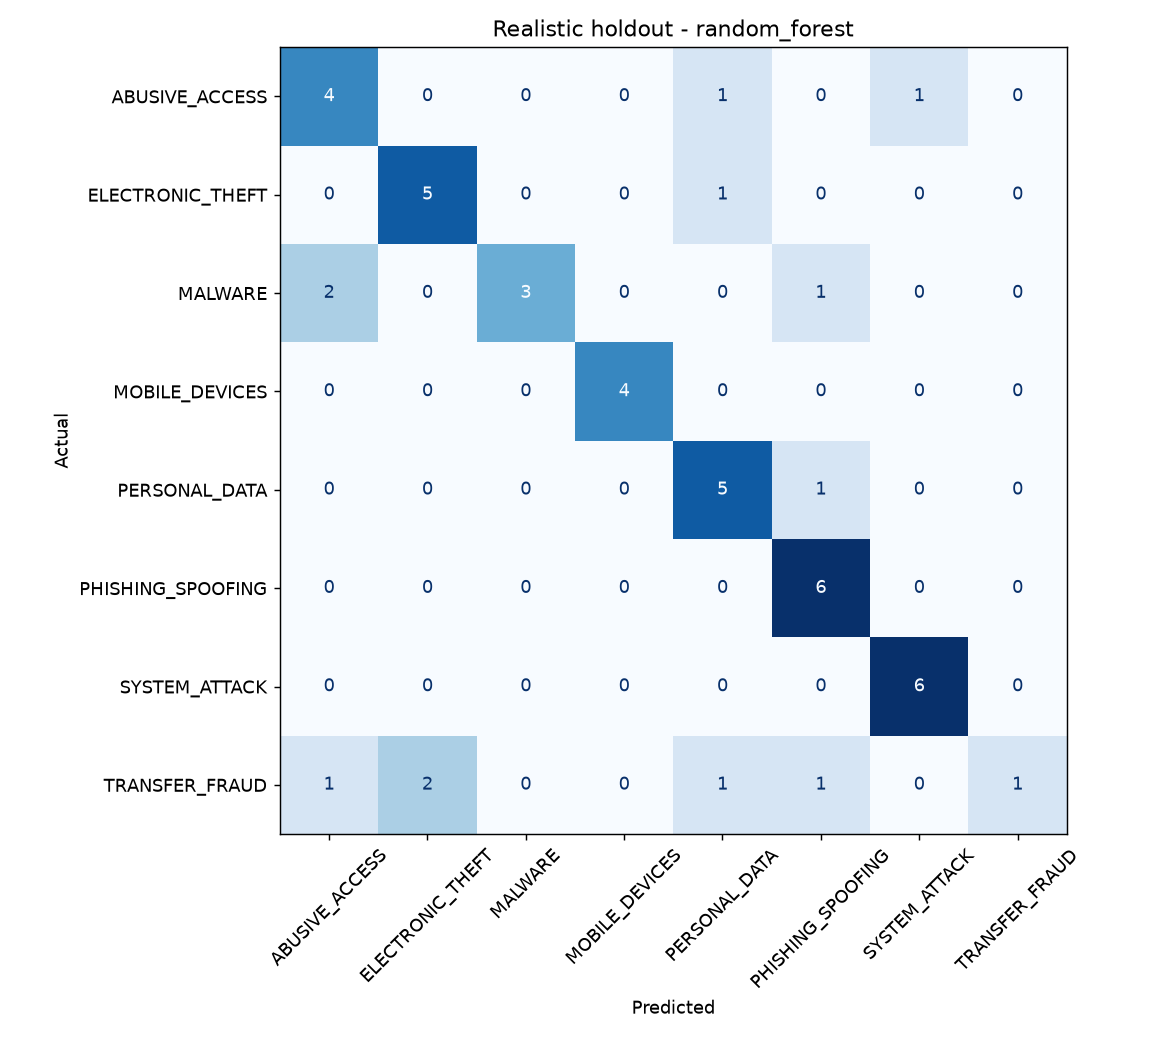 Realistic holdout - random_forest
ABUSIVE_ACCESS 4 0 0 0 1 0 1 0
ELECTRONIC_THEFT 0 5 0 0 1 0 0 0
MALWARE 2 0 3 0 0 1 0 0
MOBILE_DEVICES 0 0 0 4 0 0 0 0
Actual
PERSONAL_DATA 0 0 0 0 5 1 0 0
PHISHING_SPOOFING 0 0 0 0 0 6 0 0
SYSTEM_ATTACK 0 0 0 0 0 0 6 0
TRANSFER_FRAUD 1 2 0 0 1 1 0 1
ABUSIVE_ACCESS
ELECTRONIC_THEFT
MALWARE
MOBILE_DEVICES
PERSONAL_DATA
PHISHING_SPOOFING
SYSTEM_ATTACK
TRANSFER_FRAUD
Predicted